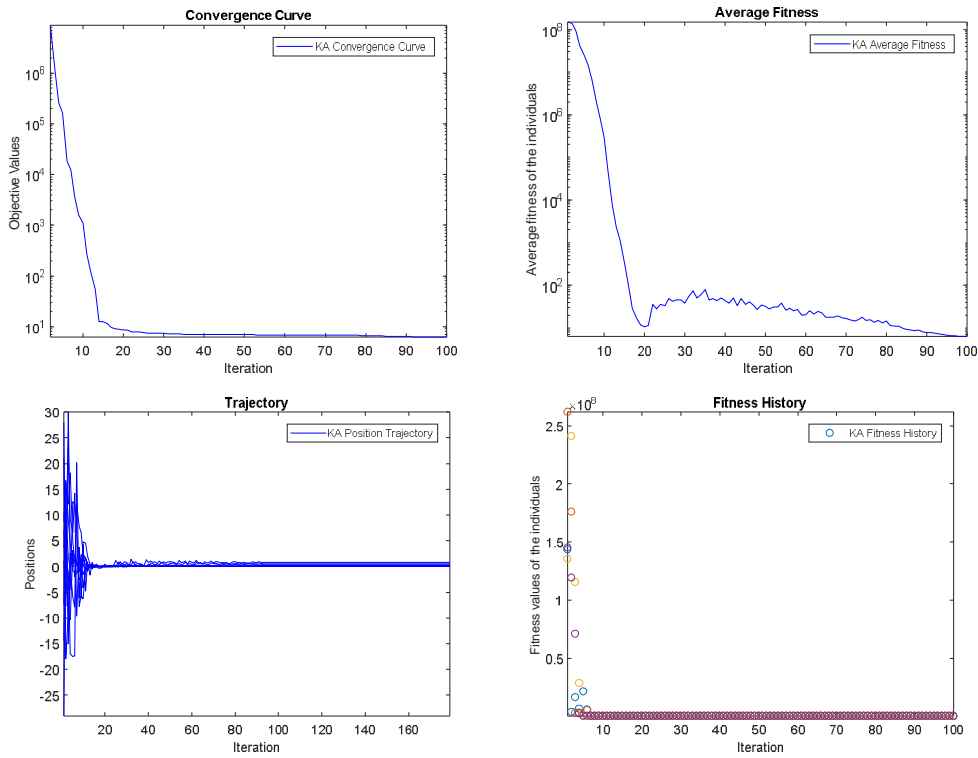 Convergence Curve
KA Convergence Curve
10^6
10^5
10^4
10^3
10^2
10^1
Objective Values
10 20 30 40 50 60 70 80 90 100
Iteration
Average Fitness
KA Average Fitness
10^8
10^6
10^4
10^2
Average fitness of the individuals
10 20 30 40 50 60 70 80 90 100
Iteration
Trajectory
KA Position Trajectory
30
25
20
15
10
5
0
-5
-10
-15
-20
-25
Positions
20 40 60 80 100 120 140 160
Iteration
Fitness History
×10^8
KA Fitness History
2.5
2
1.5
1
0.5
Fitness values of the individuals
10 20 30 40 50 60 70 80 90 100
Iteration